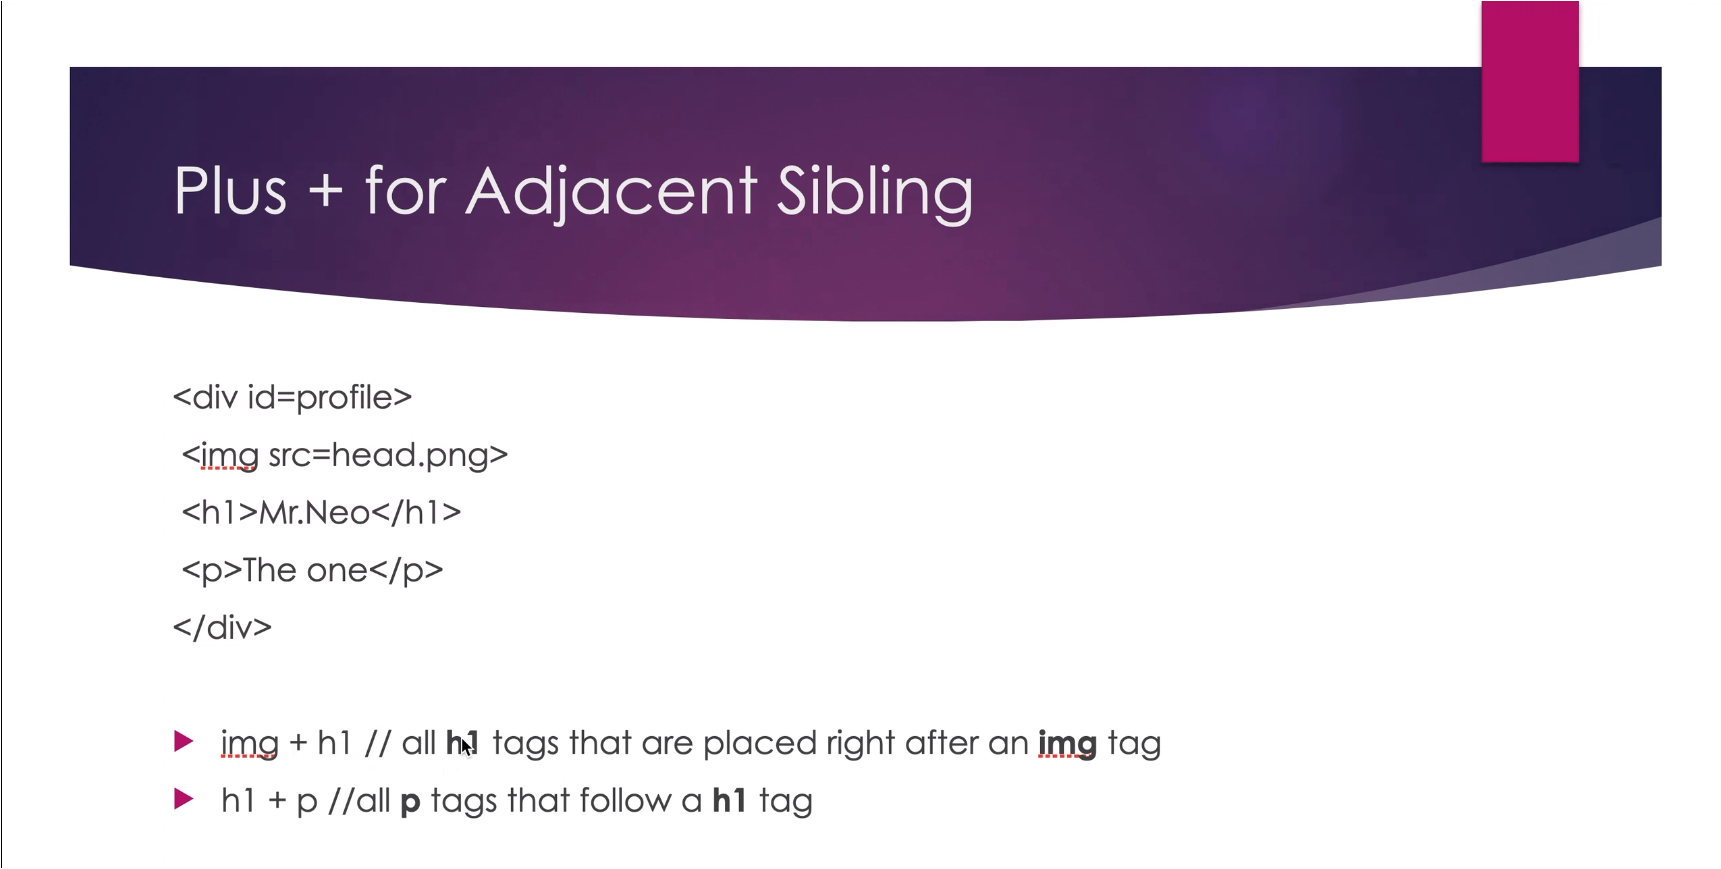 Plus + for Adjacent Sibling
<div id=profile>
<img src=head.png>
<h1>Mr.Neo</h1>
<p>The one</p>
</div>
img + h1 // all h1 tags that are placed right after an img tag
h1 + p //all p tags that follow a h1 tag